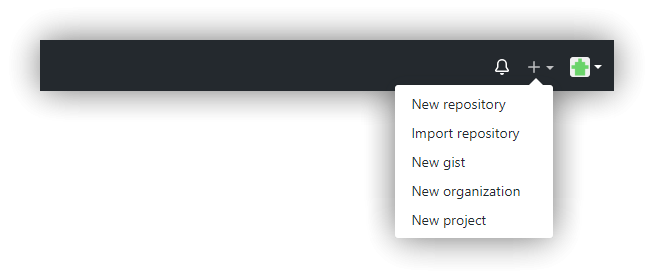 New repository
Import repository
New gist
New organization
New project